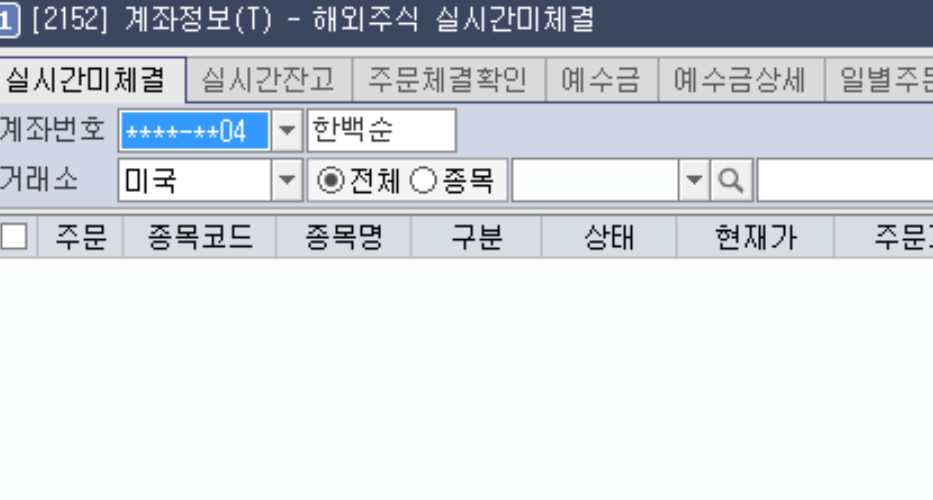 1 [2152] 계좌정보(T) - 해외주식 실시간미체결
실시간미체결 실시간잔고 주문체결확인 예수금 예수금상세 일별주문
계좌번호 ****-**04 한백순
거래소 미국 전체 종목
주문 종목코드 종목명 구분 상태 현재가 주문